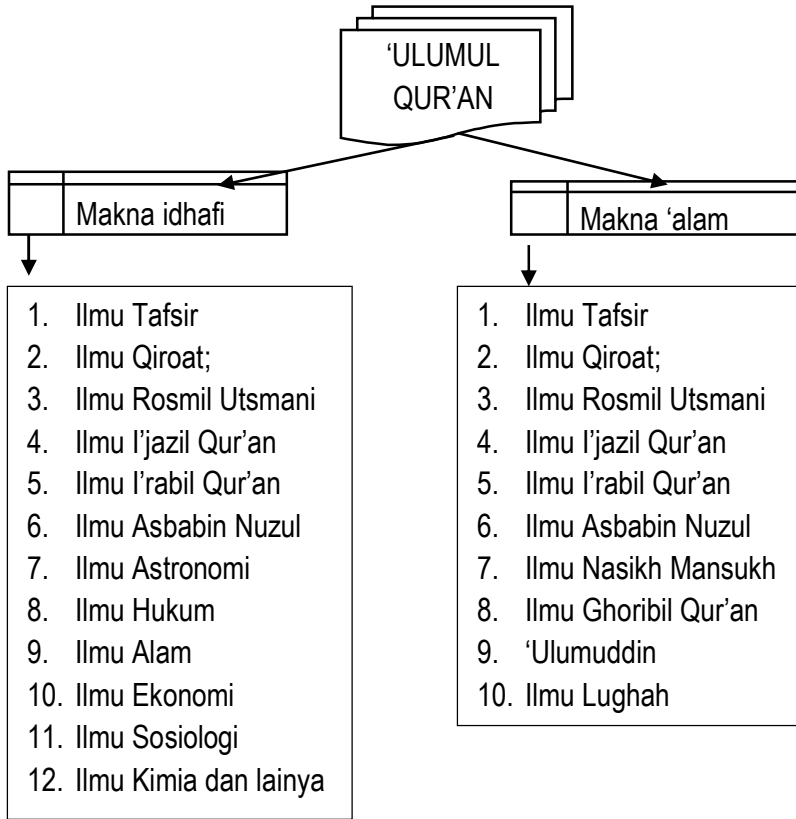 ‘ULUMUL
QUR’AN
Makna idhafi
Makna ‘alam
1. Ilmu Tafsir
2. Ilmu Qiroat;
3. Ilmu Rosmil Utsmani
4. Ilmu I’jazil Qur’an
5. Ilmu I’rabil Qur’an
6. Ilmu Asbabin Nuzul
7. Ilmu Astronomi
8. Ilmu Hukum
9. Ilmu Alam
10. Ilmu Ekonomi
11. Ilmu Sosiologi
12. Ilmu Kimia dan lainya
1. Ilmu Tafsir
2. Ilmu Qiroat;
3. Ilmu Rosmil Utsmani
4. Ilmu I’jazil Qur’an
5. Ilmu I’rabil Qur’an
6. Ilmu Asbabin Nuzul
7. Ilmu Nasikh Mansukh
8. Ilmu Ghoribil Qur’an
9. ‘Ulumuddin
10. Ilmu Lughah